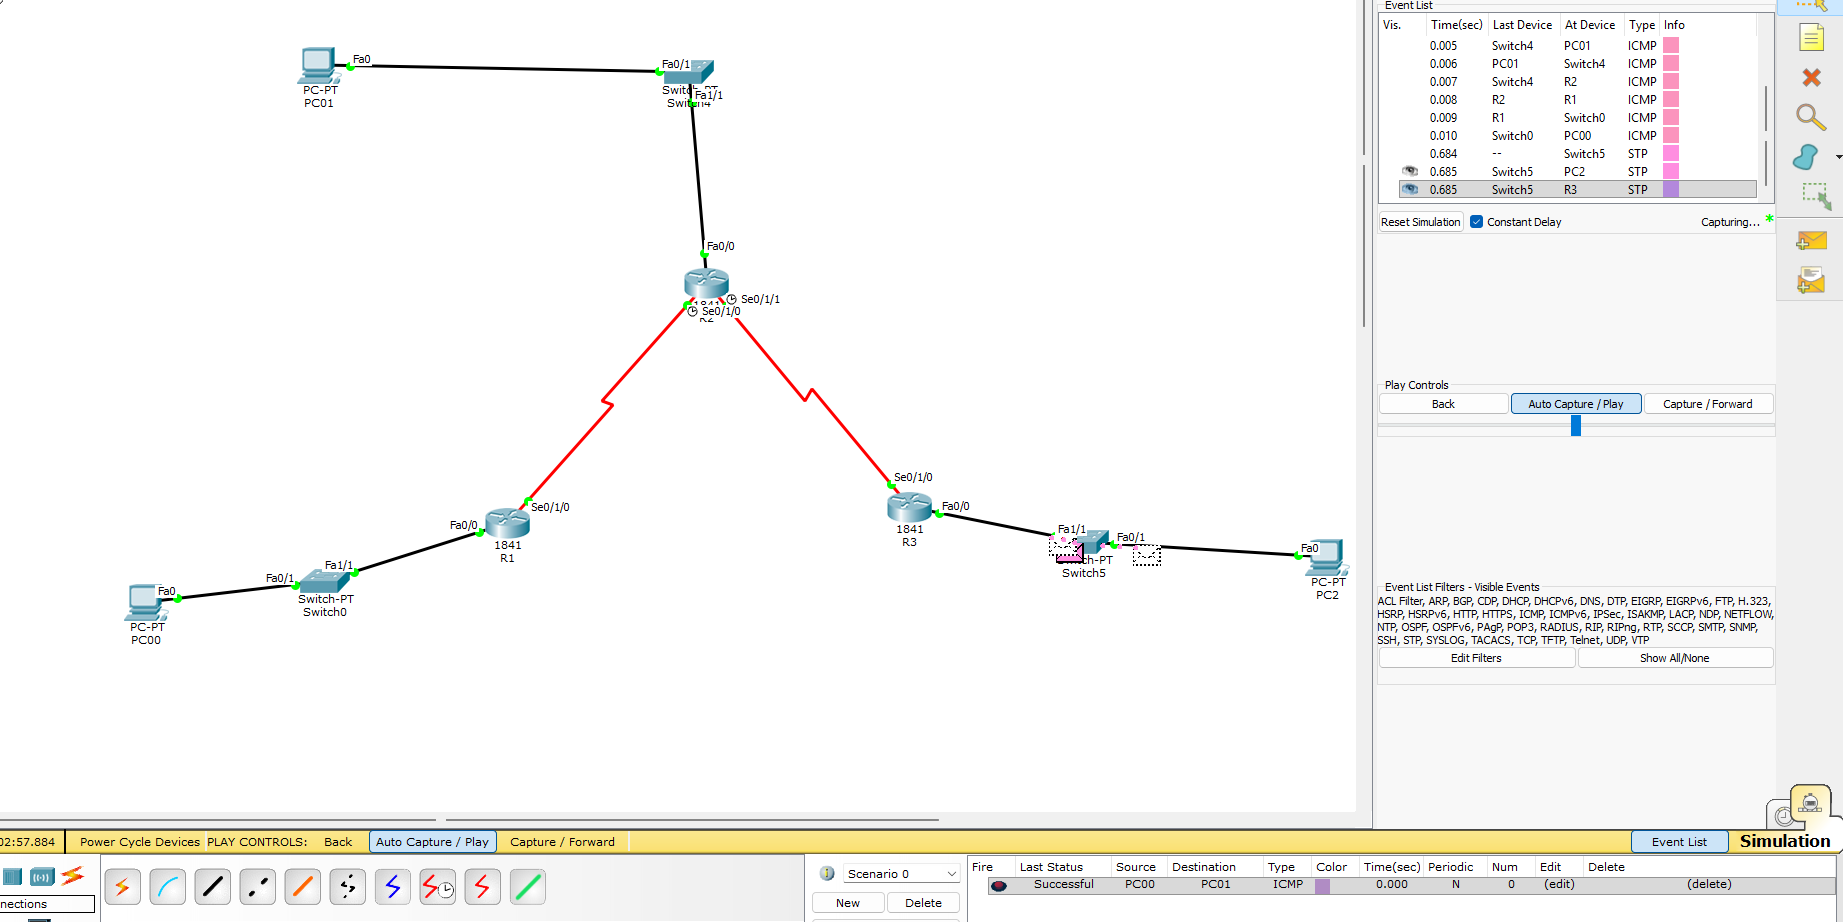 Event List
Vis. Time(sec) Last Device At Device Type Info
0.005 Switch4 PC01 ICMP
0.006 PC01 Switch4 ICMP
0.007 Switch4 R2 ICMP
0.008 R2 R1 ICMP
0.009 R1 Switch0 ICMP
0.010 Switch0 PC00 ICMP
0.684 -- Switch5 STP
0.685 Switch5 PC2 STP
0.685 Switch5 R3 STP
Reset Simulation Constant Delay Capturing... *
Play Controls
Back Auto Capture / Play Capture / Forward
Event List Filters - Visible Events
ACL Filter, ARP, BGP, CDP, DHCP, DHCPv6, DNS, DTP, EIGRP, EIGRPv6, FTP, H.323,
HSRP, HSRPv6, HTTP, HTTPS, ICMP, ICMPv6, IPSec, ISAKMP, LACP, NDP, NETFLOW,
NTP, OSPF, OSPFv6, PAgP, POP3, RADIUS, RIP, RIPng, RTP, SCCP, SMTP, SNMP,
SSH, STP, SYSLOG, TACACS, TCP, TFTP, Telnet, UDP, VTP
Edit Filters Show All/None
Fa0
PC-PT
PC01
Fa0/1
Fa1/1
Fa0/0
Se0/1/1
1841
Se0/1/0
R2
Se0/1/0
Fa0/0
1841
R1
Fa1/1
Fa0/1
Switch-PT
Switch0
Fa0
PC-PT
PC00
Se0/1/0
Fa0/0
1841
R3
Fa1/1
Fa0/1
ch-PT
Switch5
Fa0
PC-PT
PC2
02:57.884 Power Cycle Devices PLAY CONTROLS: Back Auto Capture / Play Capture / Forward Event List Simulation
nections
Scenario 0
New Delete
Fire Last Status Source Destination Type Color Time(sec) Periodic Num Edit Delete
Successful PC00 PC01 ICMP 0.000 N 0 (edit) (delete)